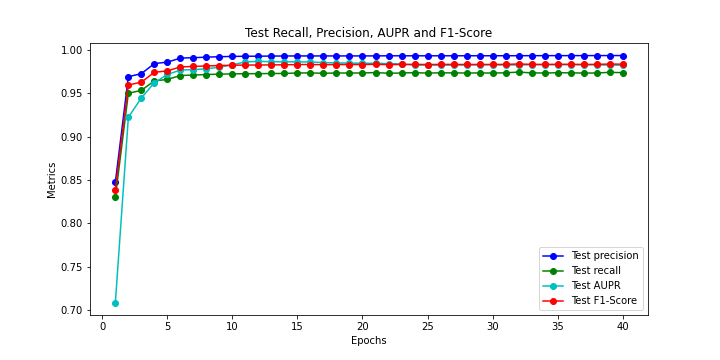 Test Recall, Precision, AUPR and F1-Score
Metrics
1.00
0.95
0.90
0.85
0.80
0.75
0.70
Test precision
Test recall
Test AUPR
Test F1-Score
0 5 10 15 20 25 30 35 40
Epochs